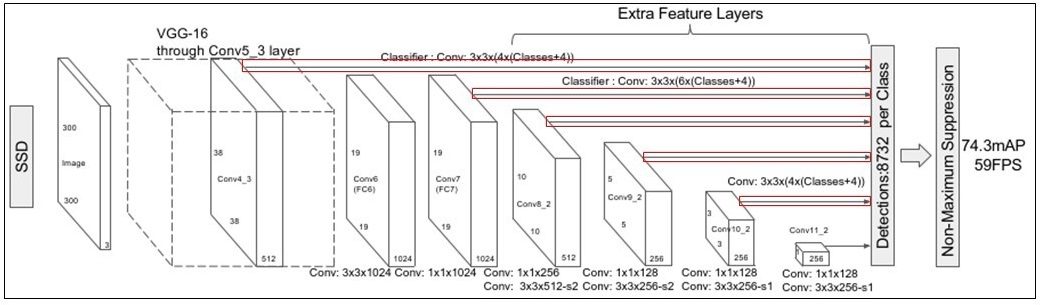 Extra Feature Layers
VGG-16
through Conv5_3 layer
Classifier : Conv: 3x3x(4x(Classes+4))
Classifier : Conv: 3x3x(6x(Classes+4))
SSD
300
Image
300
3
38
Conv4_3
38
512
19
Conv6
(FC6)
19
1024
19
Conv7
(FC7)
19
1024
10
Conv8_2
10
512
5
Conv9_2
5
256
Conv: 3x3x(4x(Classes+4))
3
Conv10_2
3
256
Conv11_2
256
Detections:8732 per Class
Non-Maximum Suppression
74.3mAP
59FPS
Conv: 3x3x1024
Conv: 1x1x1024
Conv: 1x1x256
Conv: 3x3x512-s2
Conv: 1x1x128
Conv: 3x3x256-s2
Conv: 1x1x128
Conv: 3x3x256-s1
Conv: 1x1x128
Conv: 3x3x256-s1